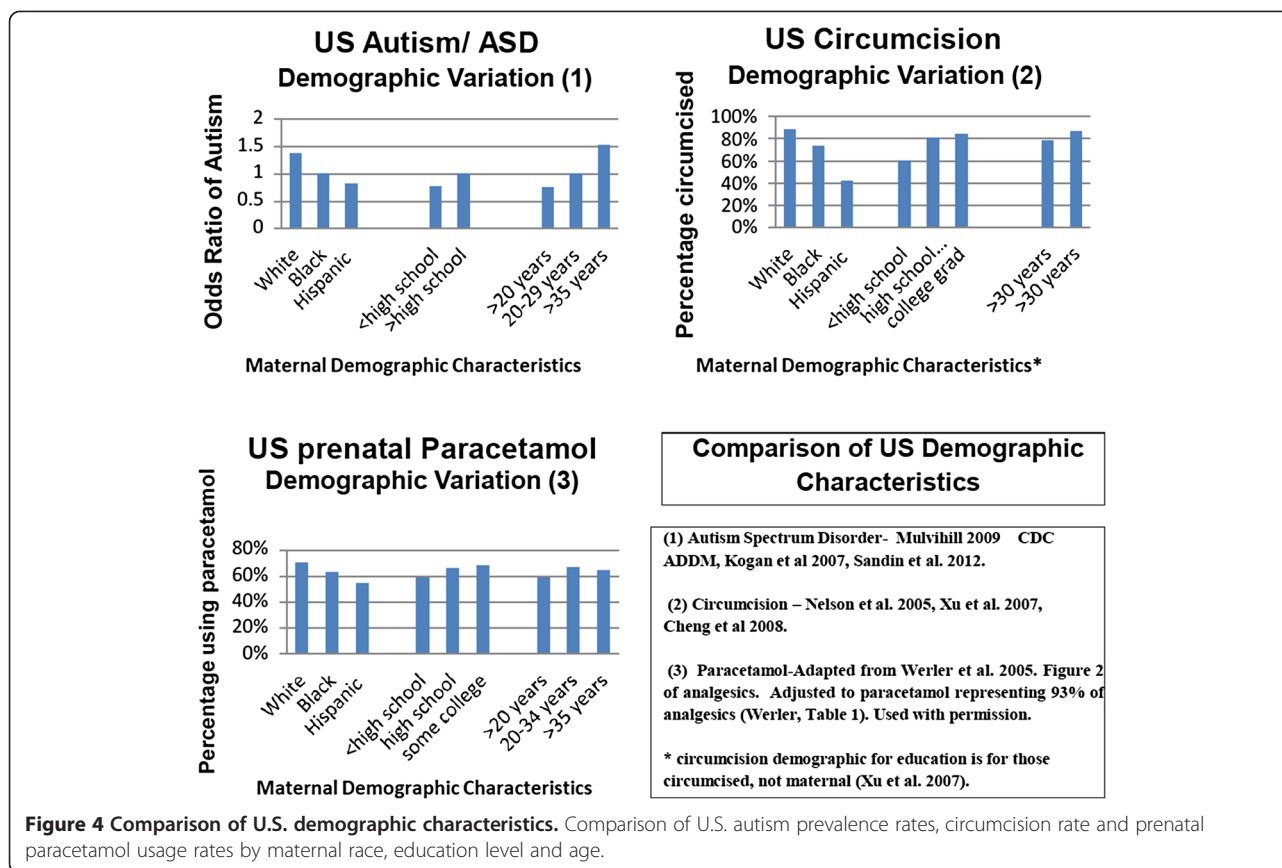 US Autism/ ASD
Demographic Variation (1)
Odds Ratio of Autism
2
1.5
1
0.5
0
White
Black
Hispanic
<high school
>high school
>20 years
20-29 years
>35 years
Maternal Demographic Characteristics
US Circumcision
Demographic Variation (2)
Percentage circumcised
100%
80%
60%
40%
20%
0%
White
Black
Hispanic
<high school
high school...
college grad
>30 years
>30 years
Maternal Demographic Characteristics*
US prenatal Paracetamol
Demographic Variation (3)
Percentage using paracetamol
80%
60%
40%
20%
0%
White
Black
Hispanic
<high school
high school
some college
>20 years
20-34 years
>35 years
Maternal Demographic Characteristics
Comparison of US Demographic
Characteristics
(1) Autism Spectrum Disorder- Mulvihill 2009 CDC
ADDM, Kogan et al 2007, Sandin et al. 2012.
(2) Circumcision – Nelson et al. 2005, Xu et al. 2007,
Cheng et al 2008.
(3) Paracetamol-Adapted from Werler et al. 2005. Figure 2
of analgesics. Adjusted to paracetamol representing 93% of
analgesics (Werler, Table 1). Used with permission.
* circumcision demographic for education is for those
circumcised, not maternal (Xu et al. 2007).
Figure 4 Comparison of U.S. demographic characteristics. Comparison of U.S. autism prevalence rates, circumcision rate and prenatal
paracetamol usage rates by maternal race, education level and age.